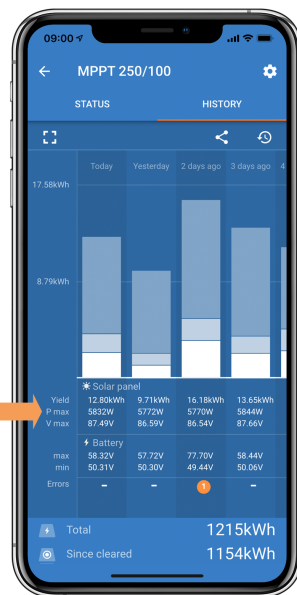 09:00
MPPT 250/100
STATUS HISTORY
Today Yesterday 2 days ago 3 days ago 4
17.58kWh
8.79kWh
Solar panel
Yield 12.80kWh 9.71kWh 16.18kWh 13.65kWh
P max 5832W 5772W 5770W 5844W
V max 87.49V 86.59V 86.54V 87.66V
Battery
max 58.32V 57.72V 77.70V 58.44V
min 50.31V 50.30V 49.44V 50.06V
Errors - - 1 -
Total 1215kWh
Since cleared 1154kWh